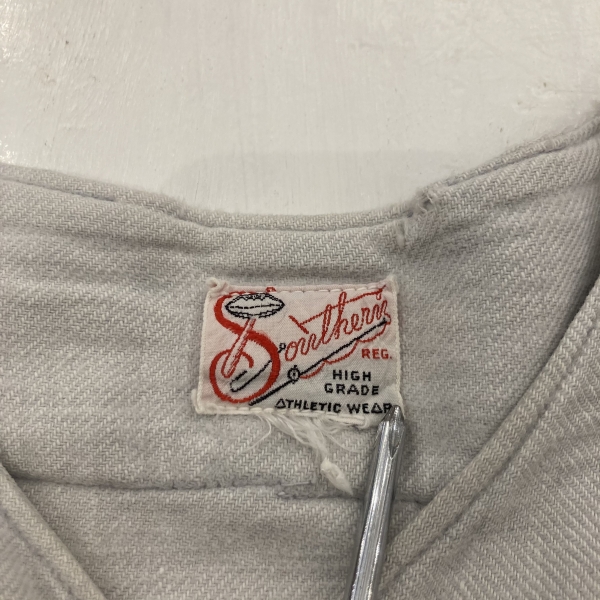 Southern
REG.
HIGH
GRADE
ATHLETIC WEAR